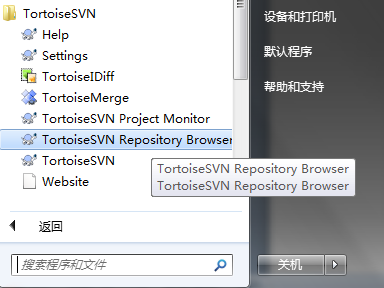 TortoiseSVN
Help
Settings
TortoiseIDiff
TortoiseMerge
TortoiseSVN Project Monitor
TortoiseSVN Repository Browser
TortoiseSVN
Website
TortoiseSVN Repository Browser
TortoiseSVN Repository Browser
返回
搜索程序和文件
设备和打印机
默认程序
帮助和支持
关机